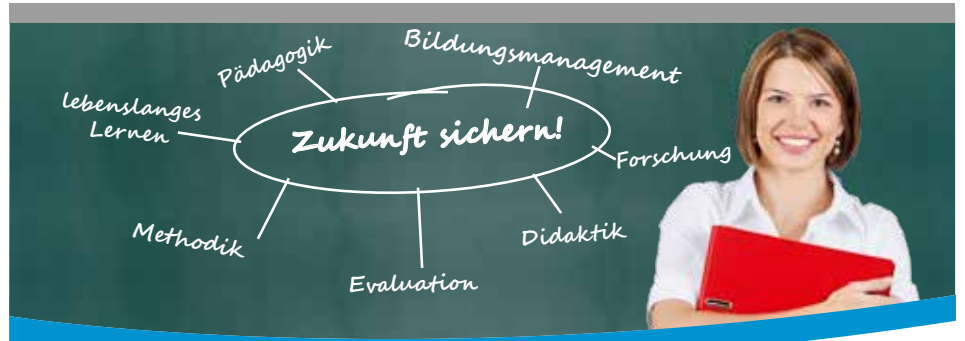 Pädagogik
Bildungsmanagement
lebenslanges
Lernen
Zukunft sichern!
Forschung
Methodik
Didaktik
Evaluation